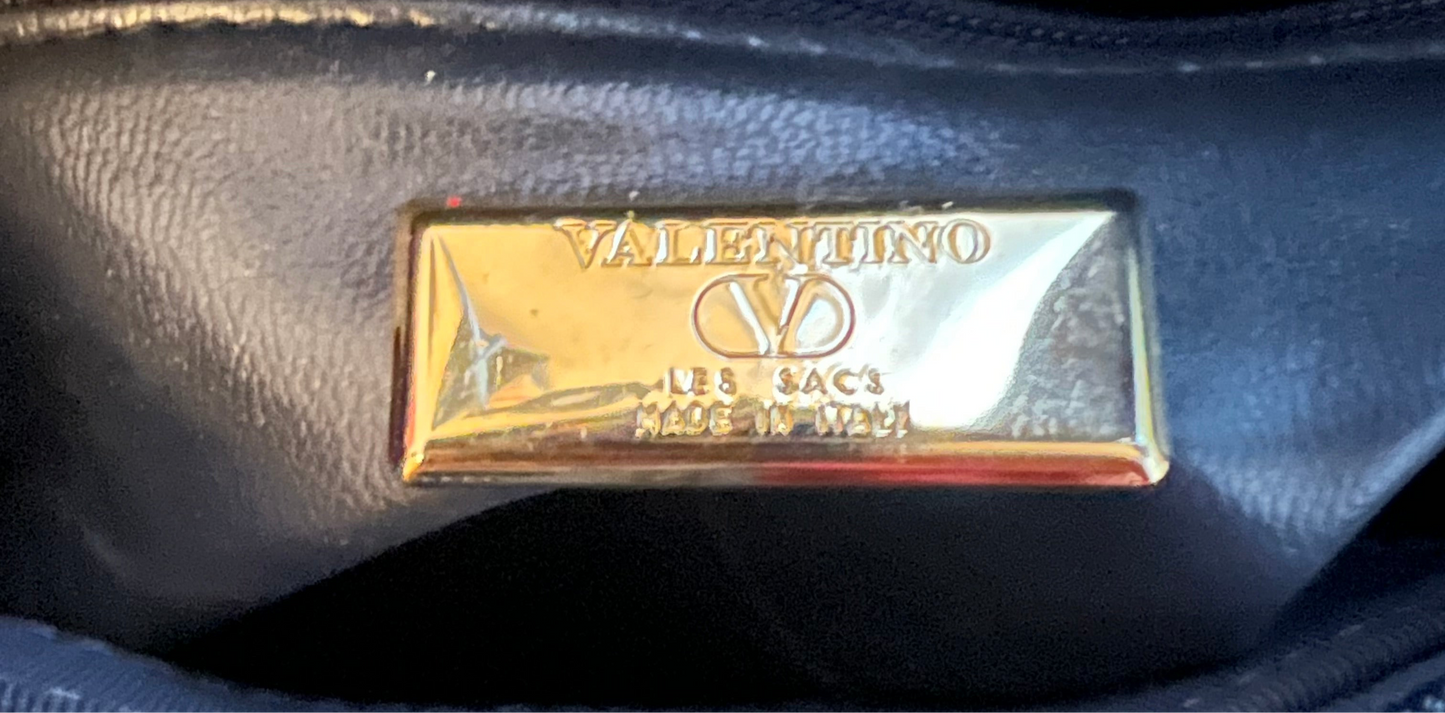 VALENTINO
V
LES SACS
MADE IN ITALY